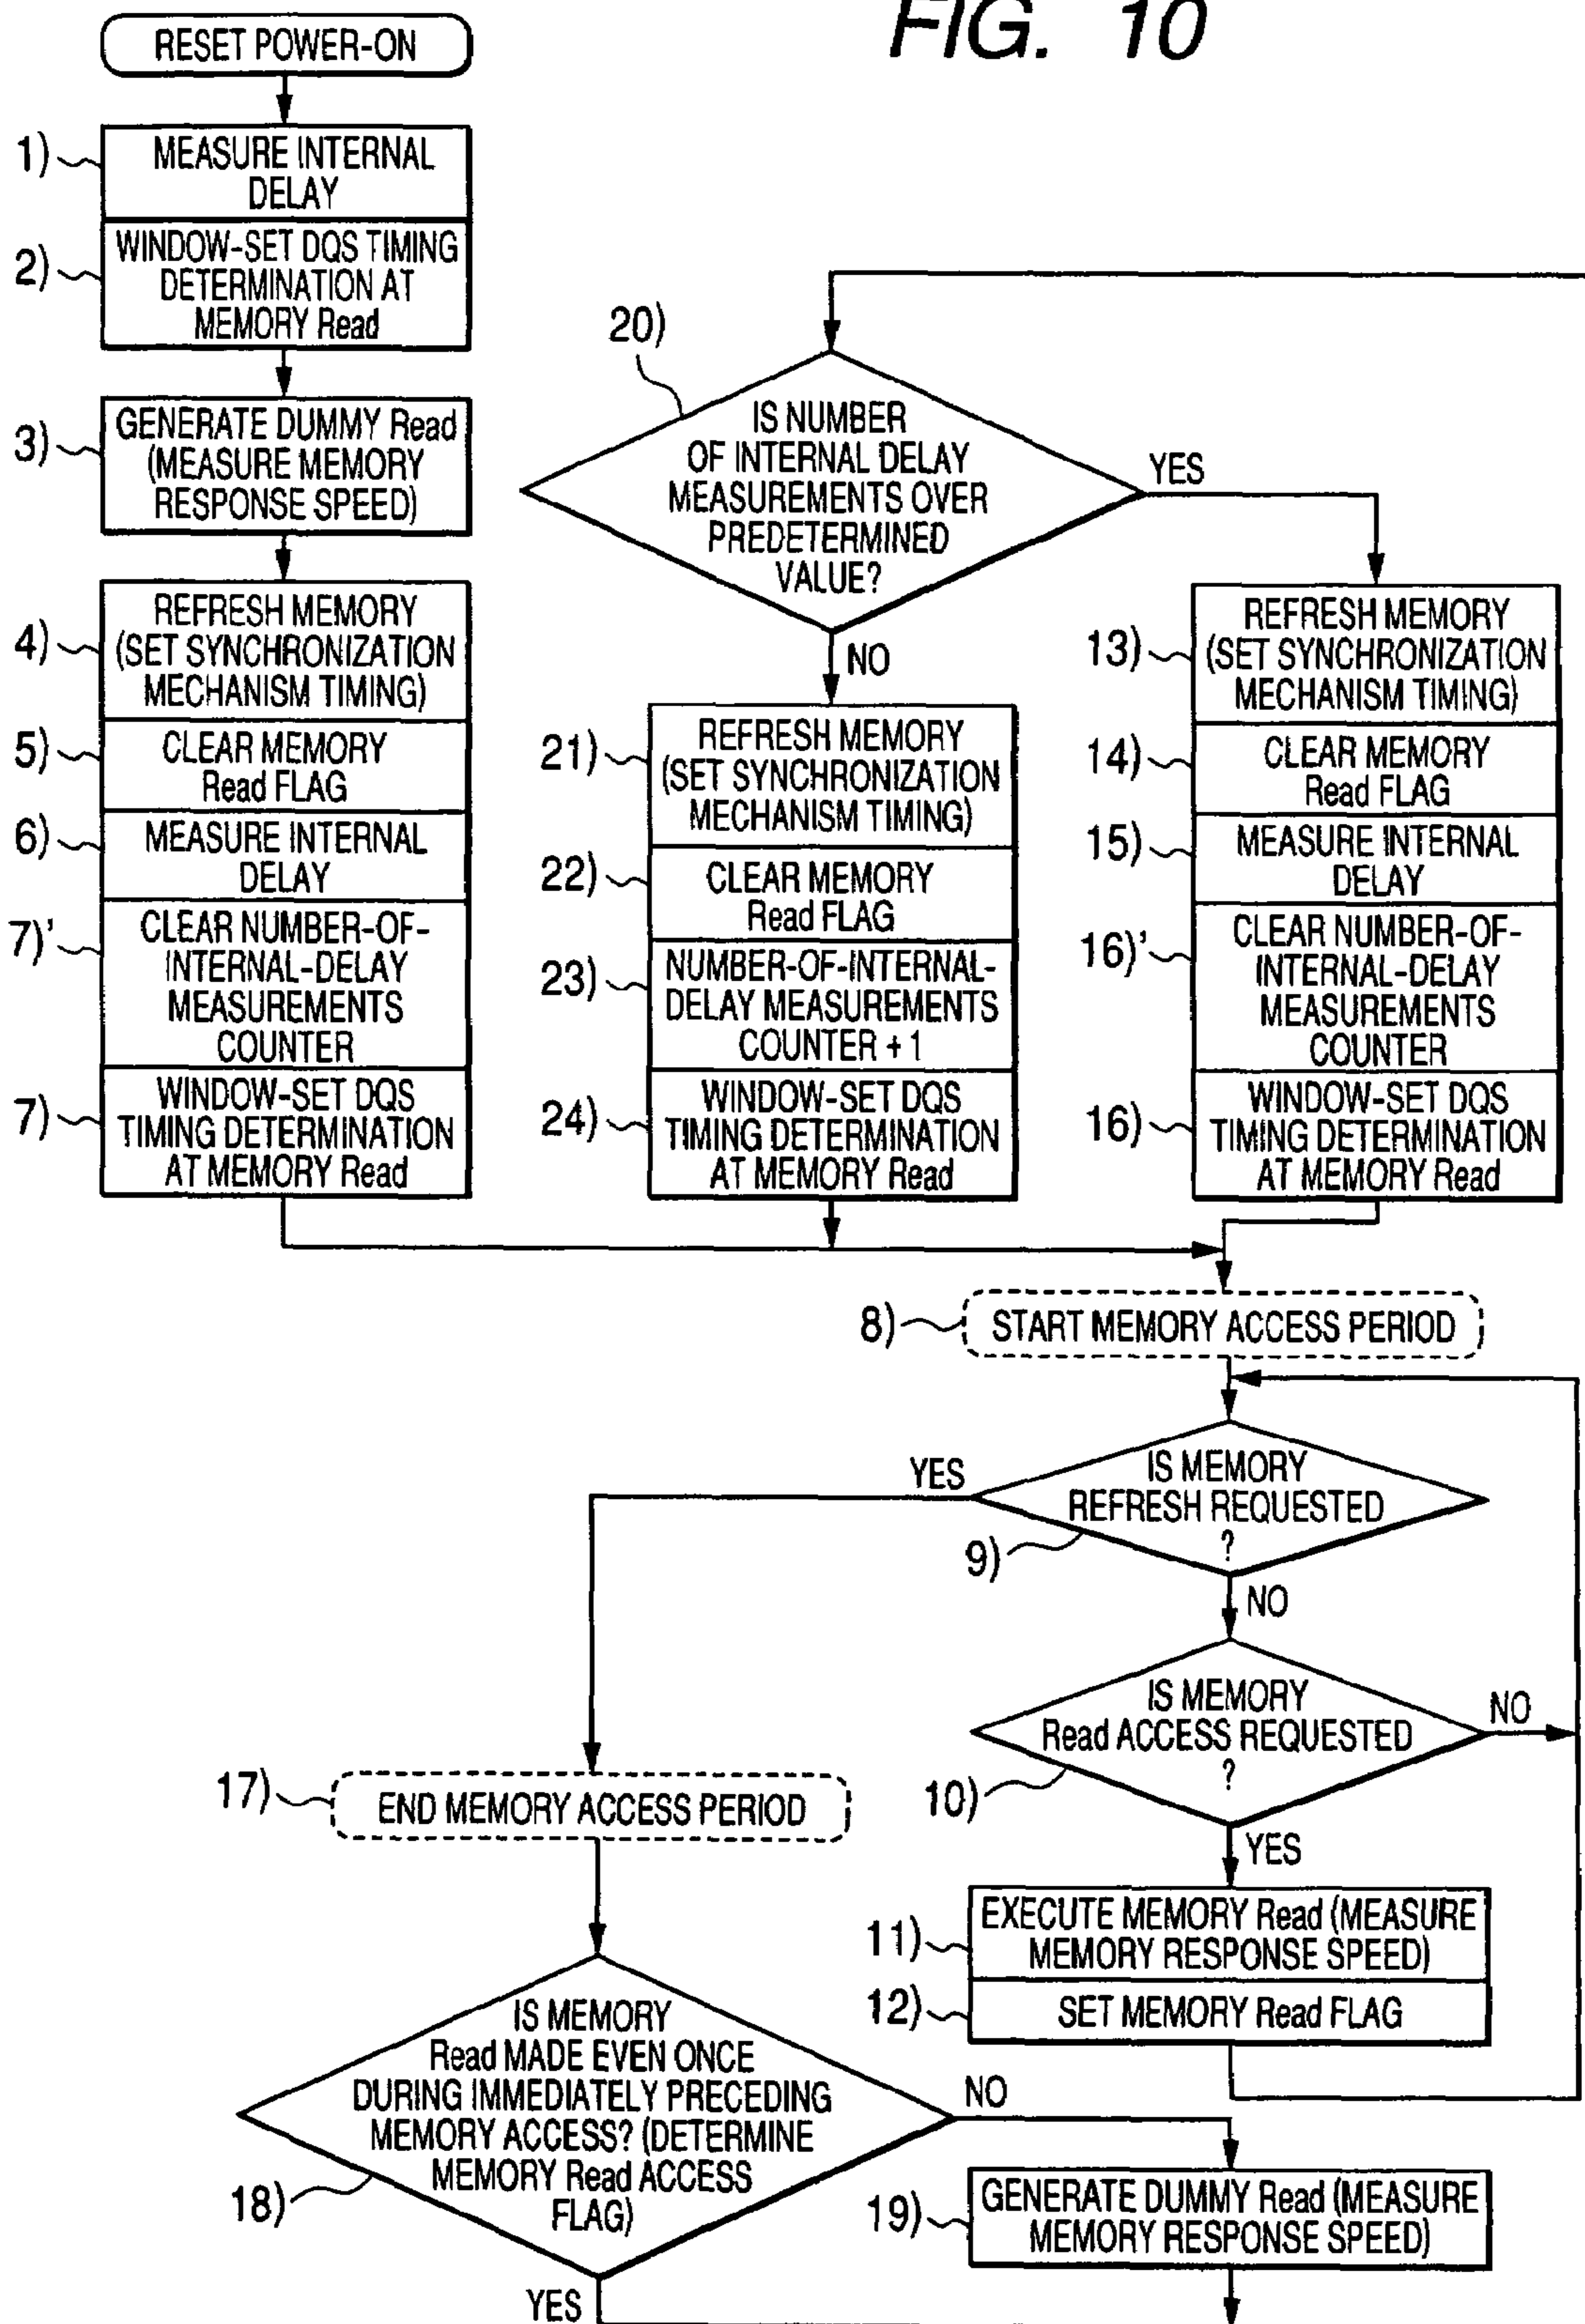 FIG. 10
RESET POWER-ON
1)
MEASURE INTERNAL
DELAY
2)
WINDOW-SET DQS TIMING
DETERMINATION AT
MEMORY Read
3)
GENERATE DUMMY Read
(MEASURE MEMORY
RESPONSE SPEED)
4)
REFRESH MEMORY
(SET SYNCHRONIZATION
MECHANISM TIMING)
5)
CLEAR MEMORY
Read FLAG
6)
MEASURE INTERNAL
DELAY
7)'
CLEAR NUMBER-OF-
INTERNAL-DELAY
MEASUREMENTS
COUNTER
7)
WINDOW-SET DQS
TIMING DETERMINATION
AT MEMORY Read
20)
IS NUMBER
OF INTERNAL DELAY
MEASUREMENTS OVER
PREDETERMINED
VALUE?
YES
NO
21)
REFRESH MEMORY
(SET SYNCHRONIZATION
MECHANISM TIMING)
22)
CLEAR MEMORY
Read FLAG
23)
NUMBER-OF-INTERNAL-
DELAY MEASUREMENTS
COUNTER + 1
24)
WINDOW-SET DQS
TIMING DETERMINATION
AT MEMORY Read
13)
REFRESH MEMORY
(SET SYNCHRONIZATION
MECHANISM TIMING)
14)
CLEAR MEMORY
Read FLAG
15)
MEASURE INTERNAL
DELAY
16)'
CLEAR NUMBER-OF-
INTERNAL-DELAY
MEASUREMENTS
COUNTER
16)
WINDOW-SET DQS
TIMING DETERMINATION
AT MEMORY Read
8)
START MEMORY ACCESS PERIOD
9)
IS MEMORY
REFRESH REQUESTED
?
YES
NO
10)
IS MEMORY
Read ACCESS REQUESTED
?
NO
YES
11)
EXECUTE MEMORY Read (MEASURE
MEMORY RESPONSE SPEED)
12)
SET MEMORY Read FLAG
17)
END MEMORY ACCESS PERIOD
18)
IS MEMORY
Read MADE EVEN ONCE
DURING IMMEDIATELY PRECEDING
MEMORY ACCESS? (DETERMINE
MEMORY Read ACCESS
FLAG)
NO
YES
19)
GENERATE DUMMY Read (MEASURE
MEMORY RESPONSE SPEED)